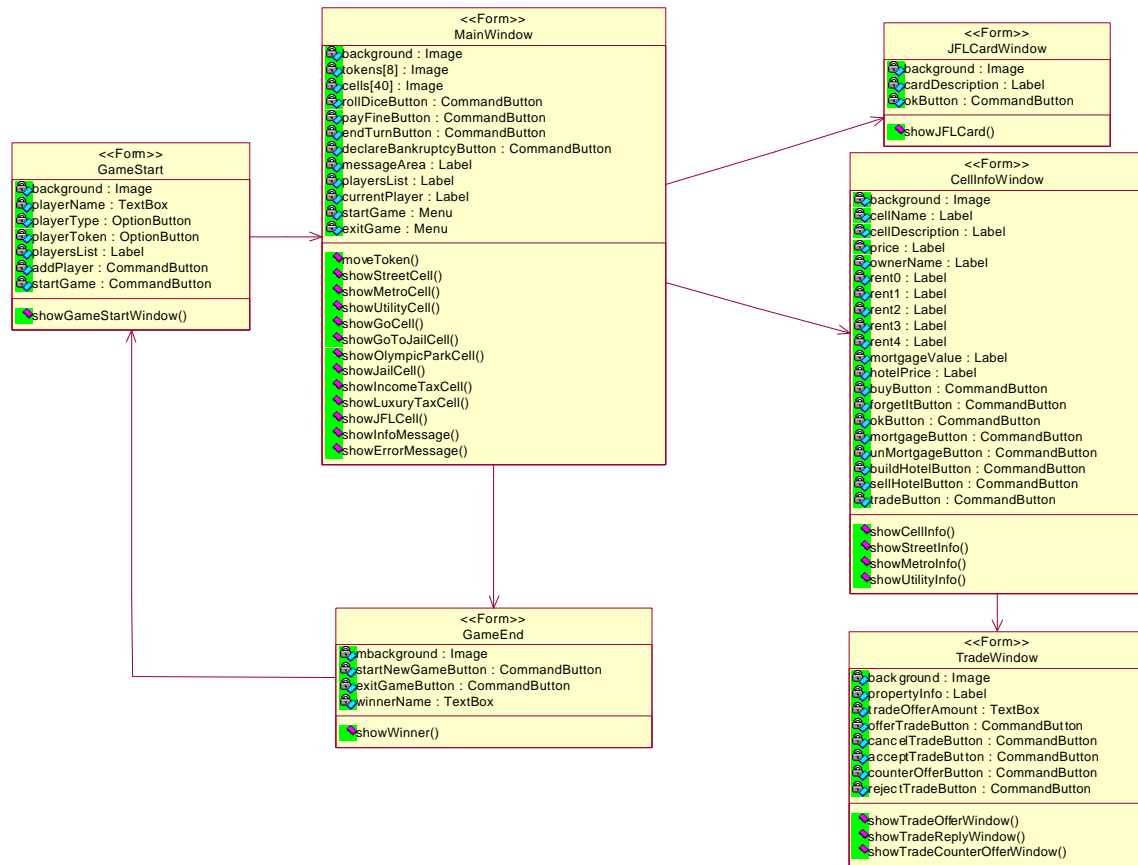 <<Form>>
MainWindow
background : Image
tokens[8] : Image
cells[40] : Image
rollDiceButton : CommandButton
payFineButton : CommandButton
endTurnButton : CommandButton
declareBankruptcyButton : CommandButton
messageArea : Label
playersList : Label
currentPlayer : Label
startGame : Menu
exitGame : Menu
moveToken()
showStreetCell()
showMetroCell()
showUtilityCell()
showGoCell()
showGoToJailCell()
showOlympicParkCell()
showJailCell()
showIncomeTaxCell()
showLuxuryTaxCell()
showJFLCell()
showInfoMessage()
showErrorMessage()
<<Form>>
JFLCardWindow
background : Image
cardDescription : Label
okButton : CommandButton
showJFLCard()
<<Form>>
GameStart
background : Image
playerName : TextBox
playerType : OptionButton
playerToken : OptionButton
playersList : Label
addPlayer : CommandButton
startGame : CommandButton
showGameStartWindow()
<<Form>>
CellInfoWindow
background : Image
cellName : Label
cellDescription : Label
price : Label
ownerName : Label
rent0 : Label
rent1 : Label
rent2 : Label
rent3 : Label
rent4 : Label
mortgageValue : Label
hotelPrice : Label
buyButton : CommandButton
forgetItButton : CommandButton
okButton : CommandButton
mortgageButton : CommandButton
unMortgageButton : CommandButton
buildHotelButton : CommandButton
sellHotelButton : CommandButton
tradeButton : CommandButton
showCellInfo()
showStreetInfo()
showMetroInfo()
showUtilityInfo()
<<Form>>
GameEnd
mbackground : Image
startNewGameButton : CommandButton
exitGameButton : CommandButton
winnerName : TextBox
showWinner()
<<Form>>
TradeWindow
background : Image
propertyInfo : Label
tradeOfferAmount : TextBox
offerTradeButton : CommandButton
cancelTradeButton : CommandButton
acceptTradeButton : CommandButton
counterOfferButton : CommandButton
rejectTradeButton : CommandButton
showTradeOfferWindow()
showTradeReplyWindow()
showTradeCounterOfferWindow()